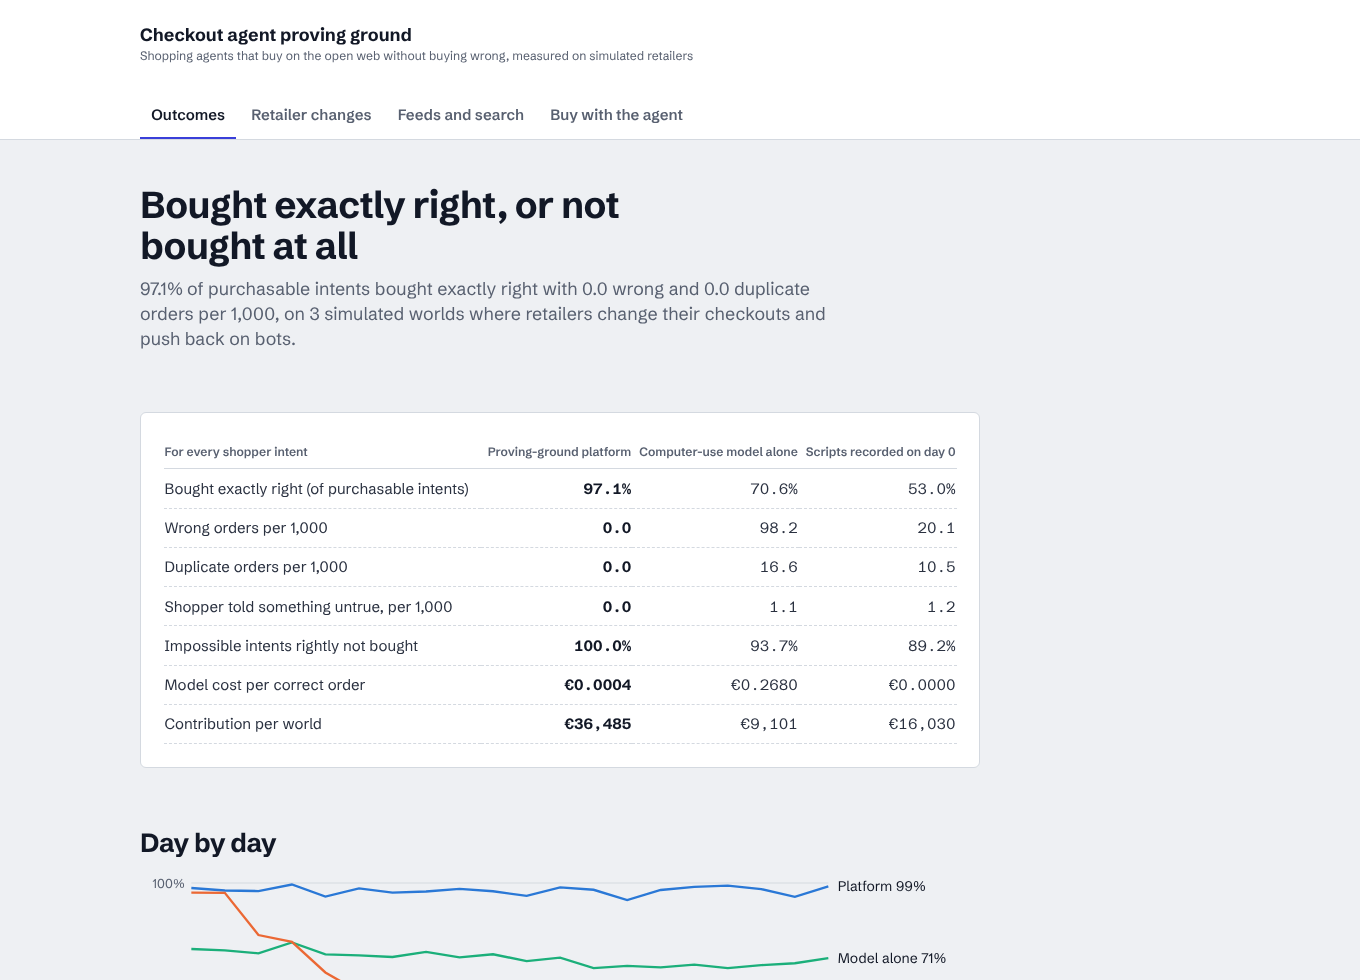 Checkout agent proving ground
Shopping agents that buy on the open web without buying wrong, measured on simulated retailers
Outcomes Retailer changes Feeds and search Buy with the agent
Bought exactly right, or not
bought at all
97.1% of purchasable intents bought exactly right with 0.0 wrong and 0.0 duplicate
orders per 1,000, on 3 simulated worlds where retailers change their checkouts and
push back on bots.
For every shopper intent Proving-ground platform Computer-use model alone Scripts recorded on day 0
Bought exactly right (of purchasable intents) 97.1% 70.6% 53.0%
Wrong orders per 1,000 0.0 98.2 20.1
Duplicate orders per 1,000 0.0 16.6 10.5
Shopper told something untrue, per 1,000 0.0 1.1 1.2
Impossible intents rightly not bought 100.0% 93.7% 89.2%
Model cost per correct order €0.0004 €0.2680 €0.0000
Contribution per world €36,485 €9,101 €16,030
Day by day
100%
Platform 99%
Model alone 71%